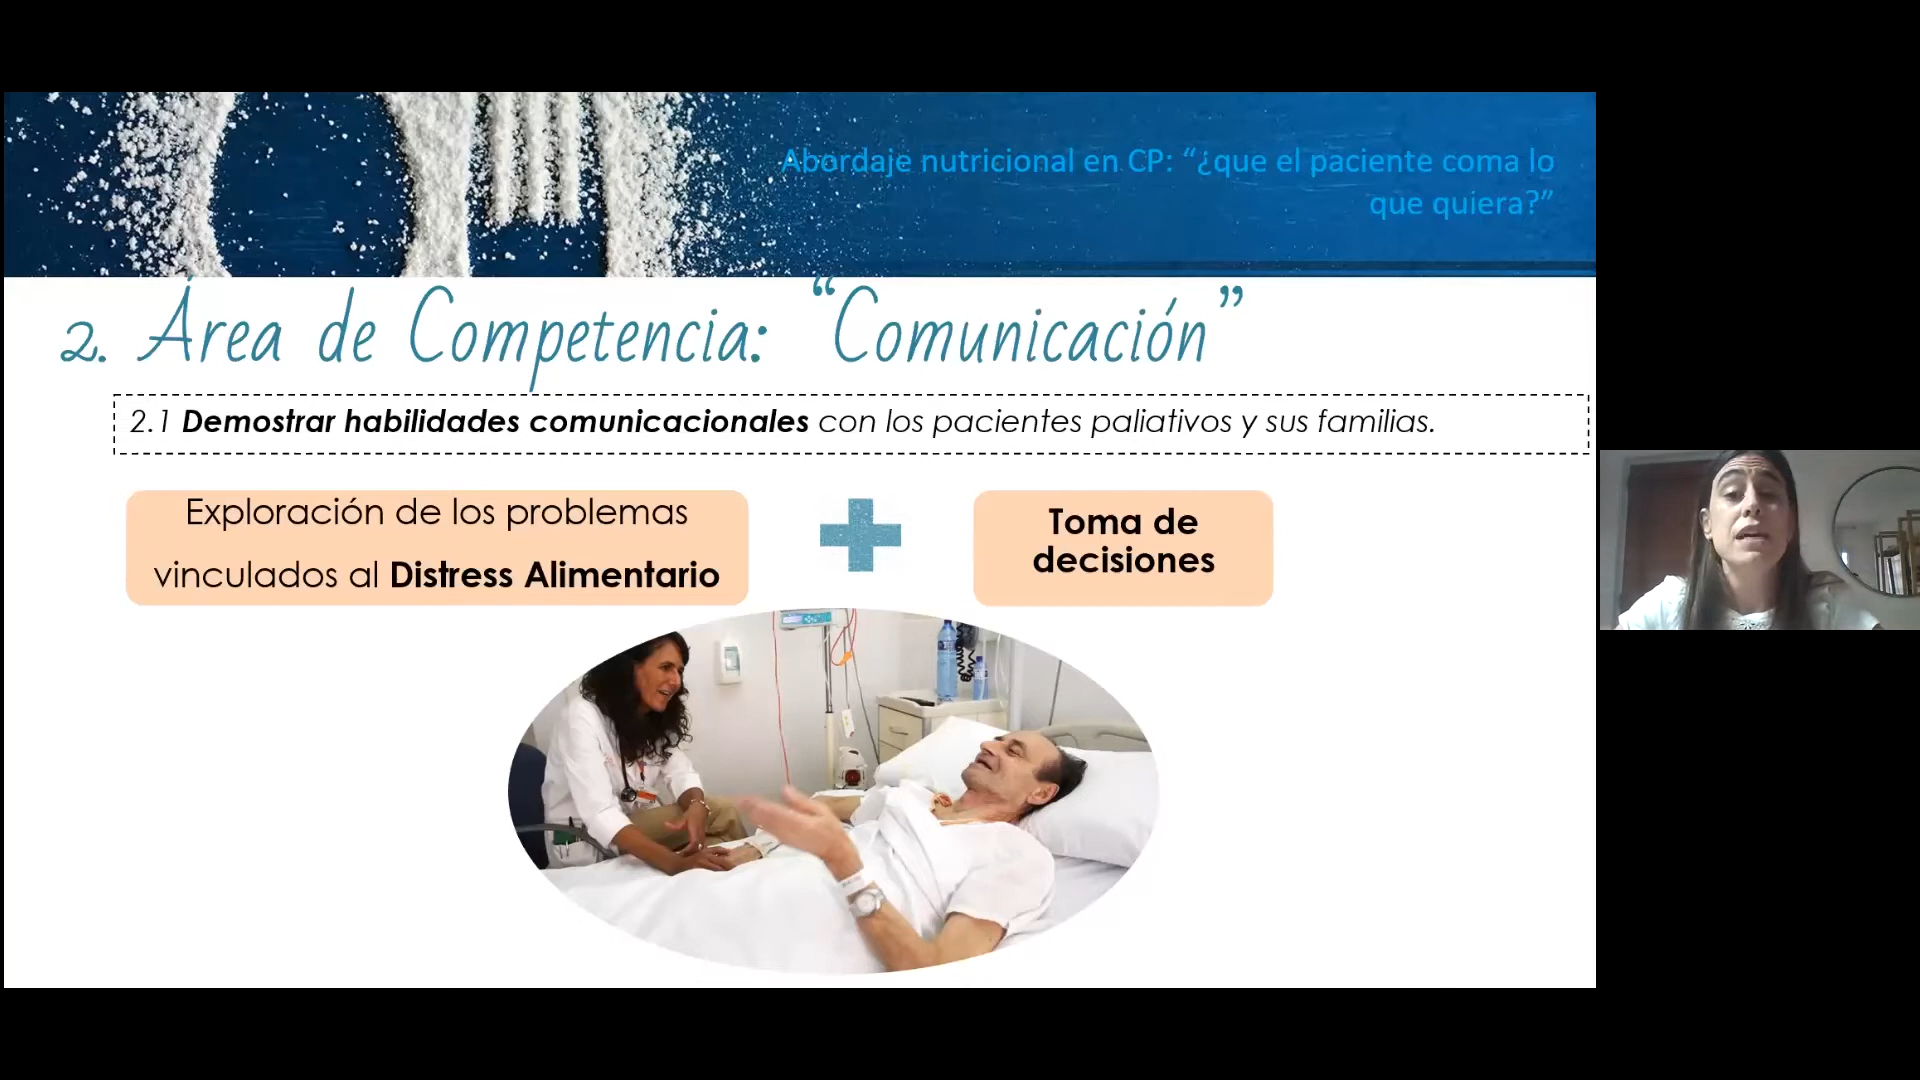 Abordaje nutricional en CP: “¿que el paciente coma lo
que quiera?”
2. Área de Competencia: “Comunicación”
2.1 Demostrar habilidades comunicacionales con los pacientes paliativos y sus familias.
Exploración de los problemas
vinculados al Distress Alimentario
Toma de
decisiones